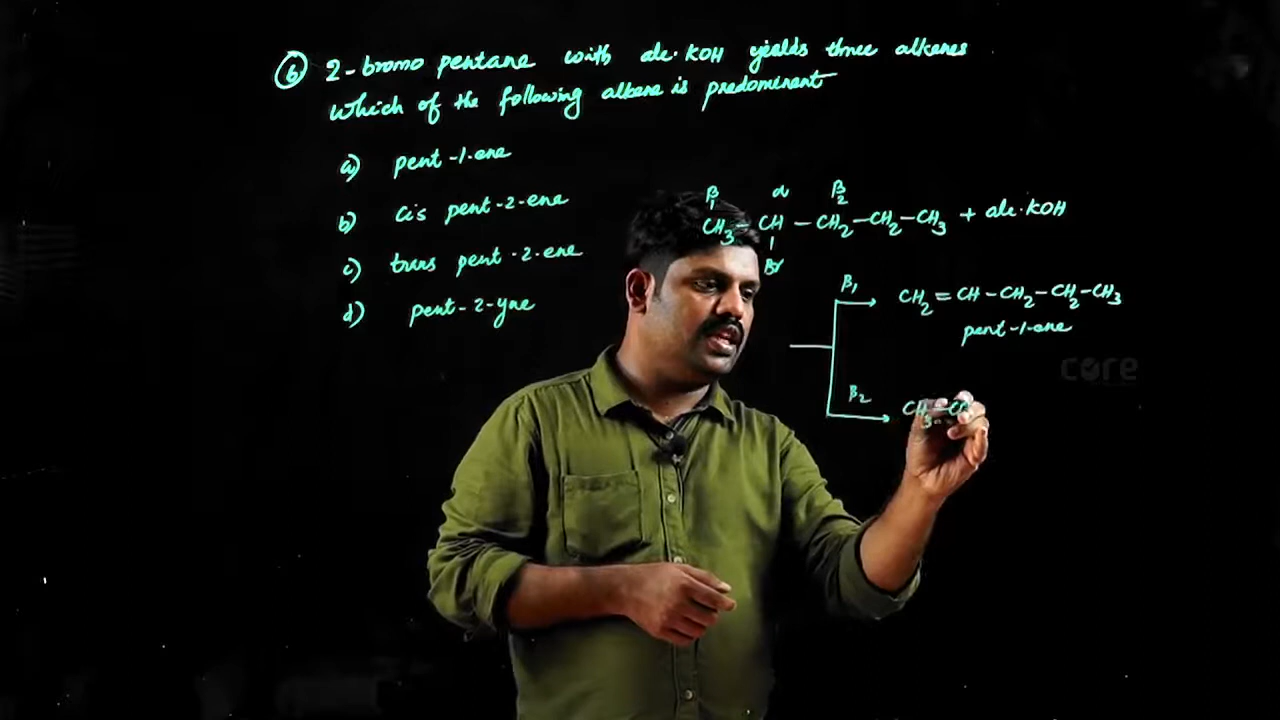 ⑥ 2-bromo pentane with alc.KOH yields three alkenes
Which of the following alkene is predominent
a) pent-1-ene
b) cis pent-2-ene
c) trans pent-2-ene
d) pent-2-yne
β1 α β2
CH3 - CH - CH2 - CH2 - CH3 + alc.KOH
Br
β1
CH2 = CH - CH2 - CH2 - CH3
pent-1-ene
core
β2
CH3 - C